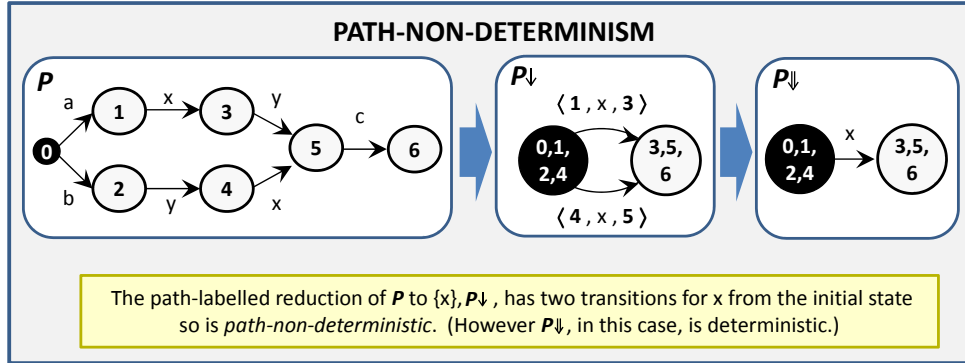 PATH-NON-DETERMINISM
P
a
x
y
c
0
1
3
5
6
2
4
b
y
x
P↓
⟨ 1 , x , 3 ⟩
0,1,
2,4
3,5,
6
⟨ 4 , x , 5 ⟩
P⇓
x
0,1,
2,4
3,5,
6
The path-labelled reduction of P to {x}, P↓ , has two transitions for x from the initial state
so is path-non-deterministic. (However P⇓, in this case, is deterministic.)